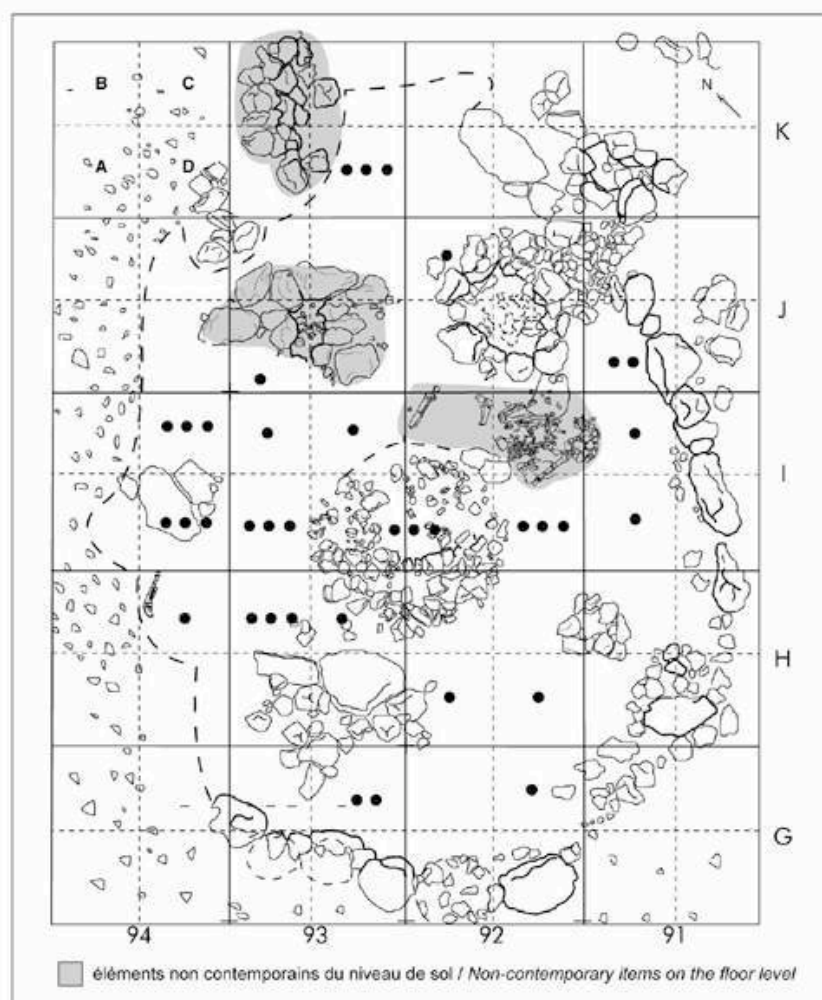 B C
N
K
A D
J
I
H
G
94 93 92 91
éléments non contemporains du niveau de sol / Non-contemporary items on the floor level